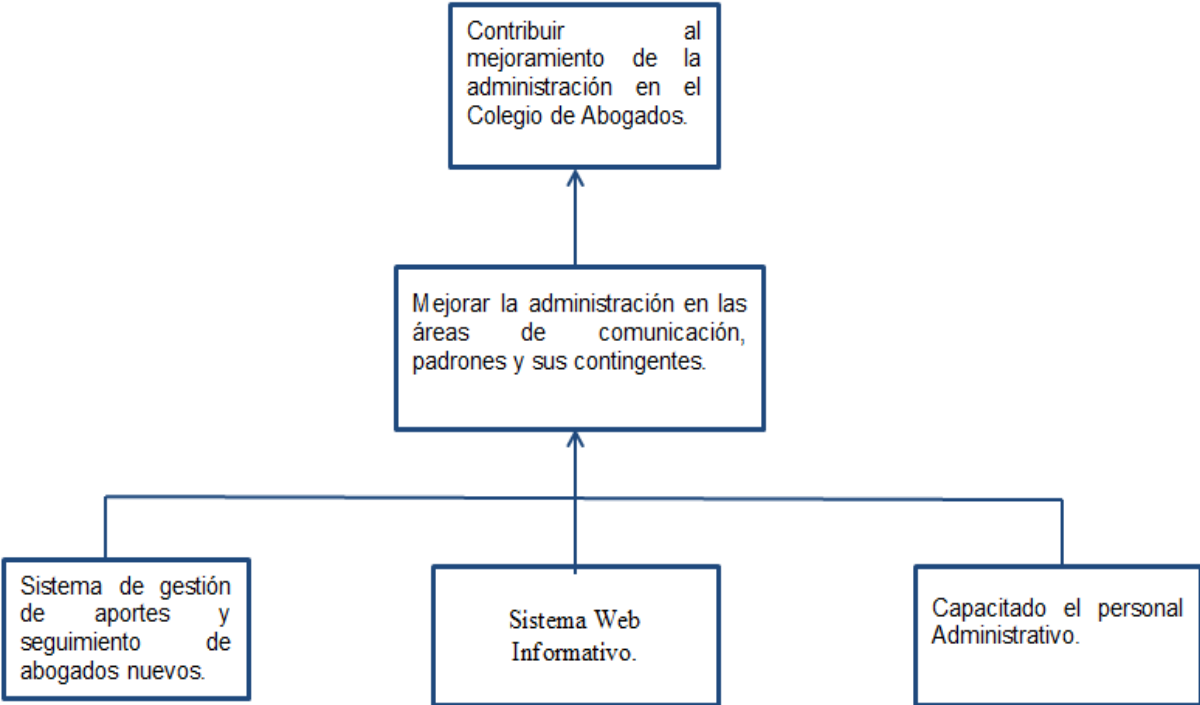 Contribuir al
mejoramiento de la
administración en el
Colegio de Abogados.
Mejorar la administración en las
áreas de comunicación,
padrones y sus contingentes.
Sistema de gestión
de aportes y
seguimiento de
abogados nuevos.
Sistema Web
Informativo.
Capacitado el personal
Administrativo.